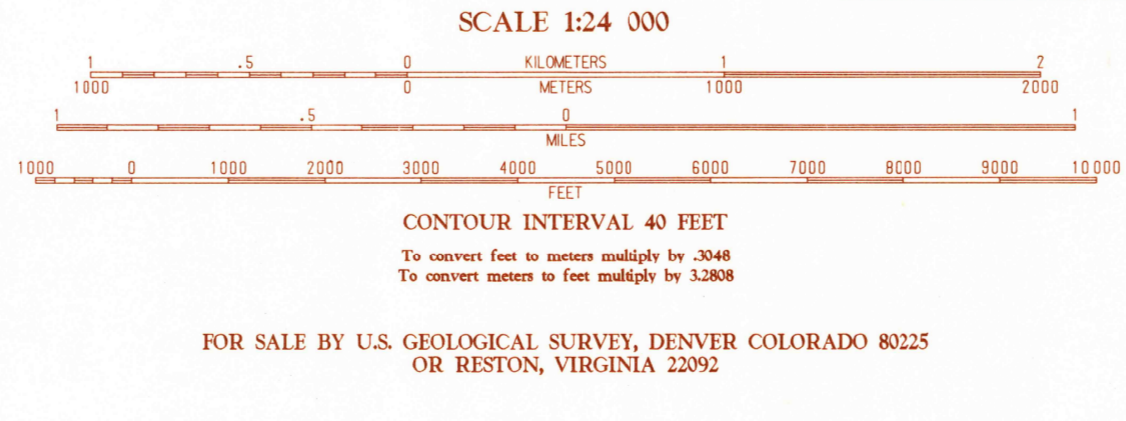 SCALE 1:24 000
1 .5 0 KILOMETERS 1 2
1000 0 METERS 1000 2000
1 .5 0 1
MILES
1000 0 1000 2000 3000 4000 5000 6000 7000 8000 9000 10 000
FEET
CONTOUR INTERVAL 40 FEET
To convert feet to meters multiply by .3048
To convert meters to feet multiply by 3.2808
FOR SALE BY U.S. GEOLOGICAL SURVEY, DENVER COLORADO 80225
OR RESTON, VIRGINIA 22092